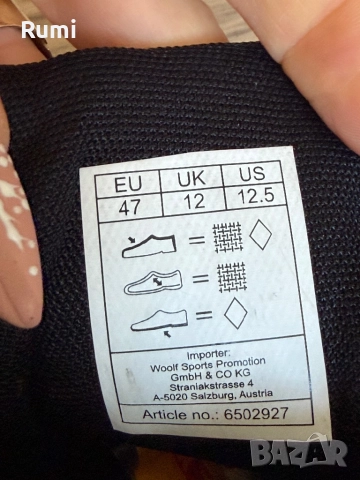 Rumi
EU UK US
47 12 12.5
=
=
=
Importer:
Woolf Sports Promotion
GmbH & CO KG
Straniakstrasse 4
A-5020 Salzburg, Austria
Article no.: 6502927
BAZAR